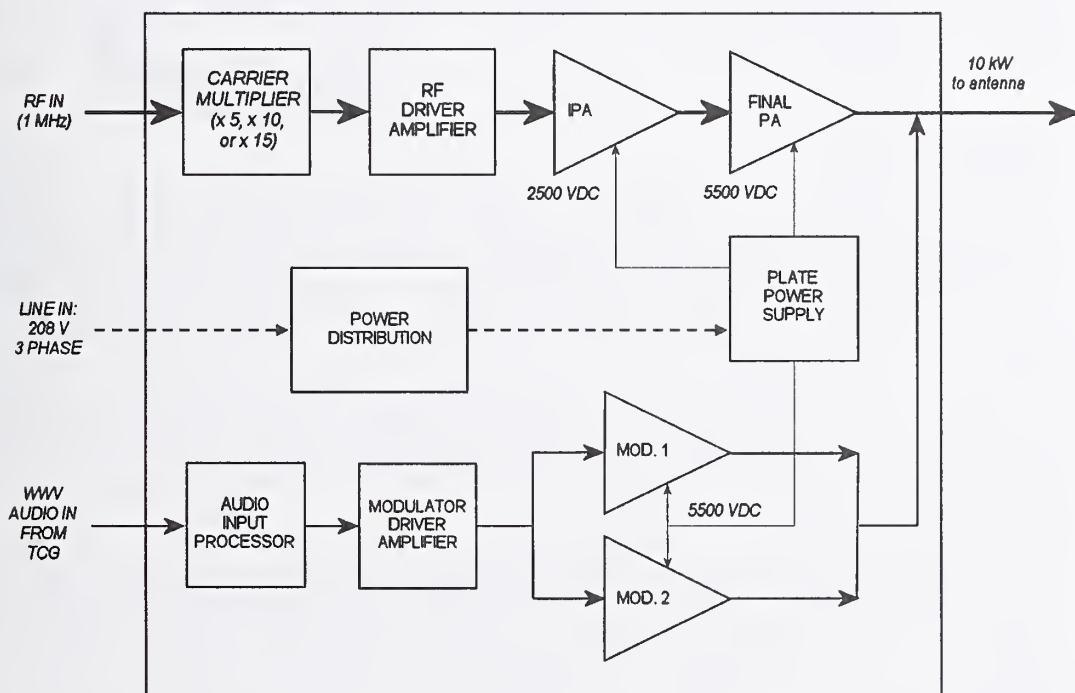 RF IN
(1 MHz)
CARRIER
MULTIPLIER
(x 5, x 10,
or x 15)
RF
DRIVER
AMPLIFIER
IPA
FINAL
PA
10 kW
to antenna
2500 VDC
5500 VDC
LINE IN:
208 V
3 PHASE
POWER
DISTRIBUTION
PLATE
POWER
SUPPLY
WWV
AUDIO IN
FROM
TCG
AUDIO
INPUT
PROCESSOR
MODULATOR
DRIVER
AMPLIFIER
MOD. 1
5500 VDC
MOD. 2